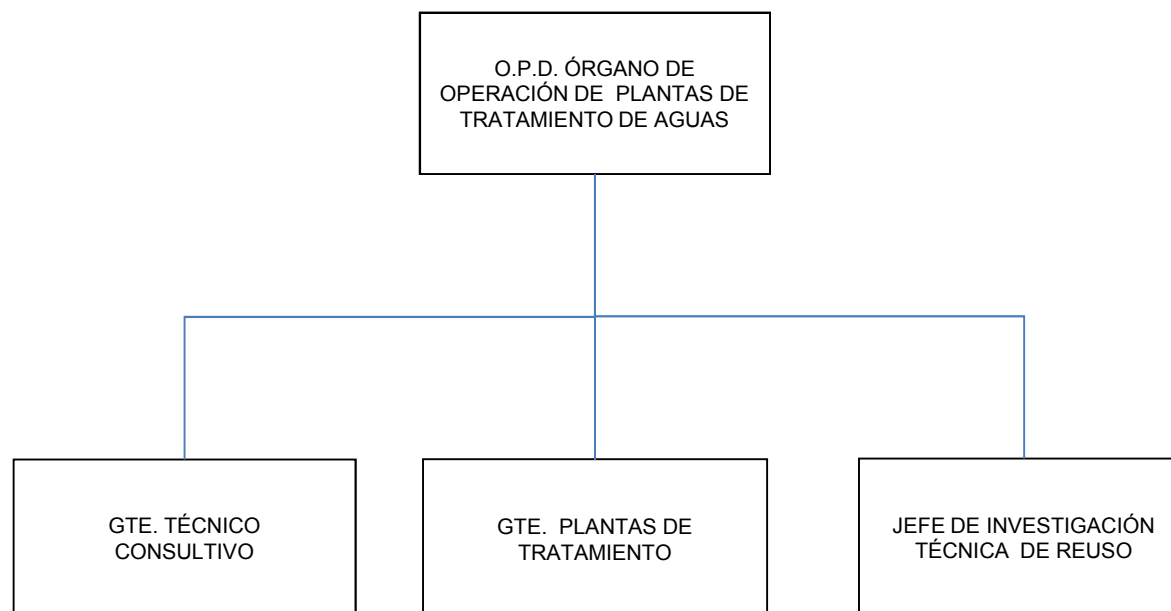 O.P.D. ÓRGANO DE
OPERACIÓN DE PLANTAS DE
TRATAMIENTO DE AGUAS
GTE. TÉCNICO
CONSULTIVO
GTE. PLANTAS DE
TRATAMIENTO
JEFE DE INVESTIGACIÓN
TÉCNICA DE REUSO